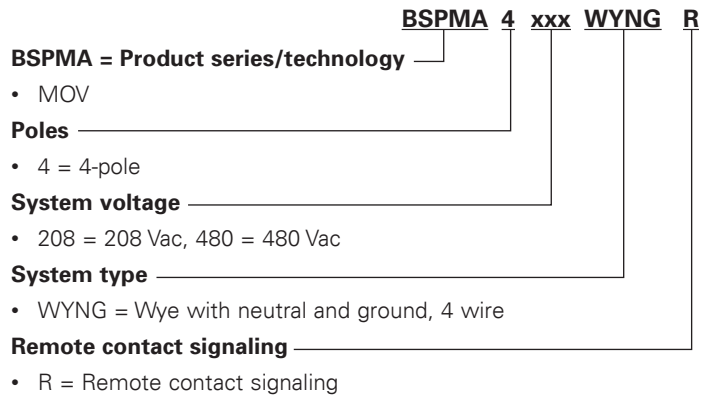 BSPMA 4 xxx WYNG R
BSPMA = Product series/technology
• MOV
Poles
• 4 = 4-pole
System voltage
• 208 = 208 Vac, 480 = 480 Vac
System type
• WYNG = Wye with neutral and ground, 4 wire
Remote contact signaling
• R = Remote contact signaling